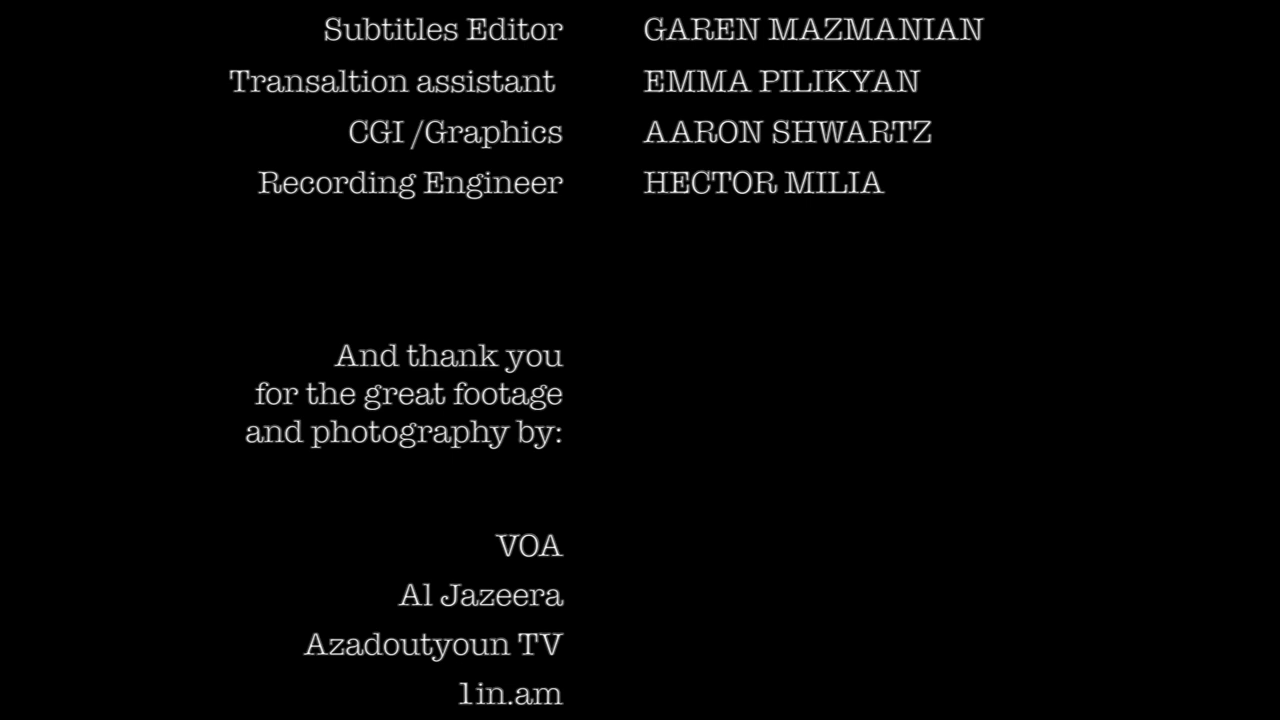 Subtitles Editor GAREN MAZMANIAN
Transaltion assistant EMMA PILIKYAN
CGI /Graphics AARON SHWARTZ
Recording Engineer HECTOR MILIA
And thank you
for the great footage
and photography by:
VOA
Al Jazeera
Azadoutyoun TV
1in.am